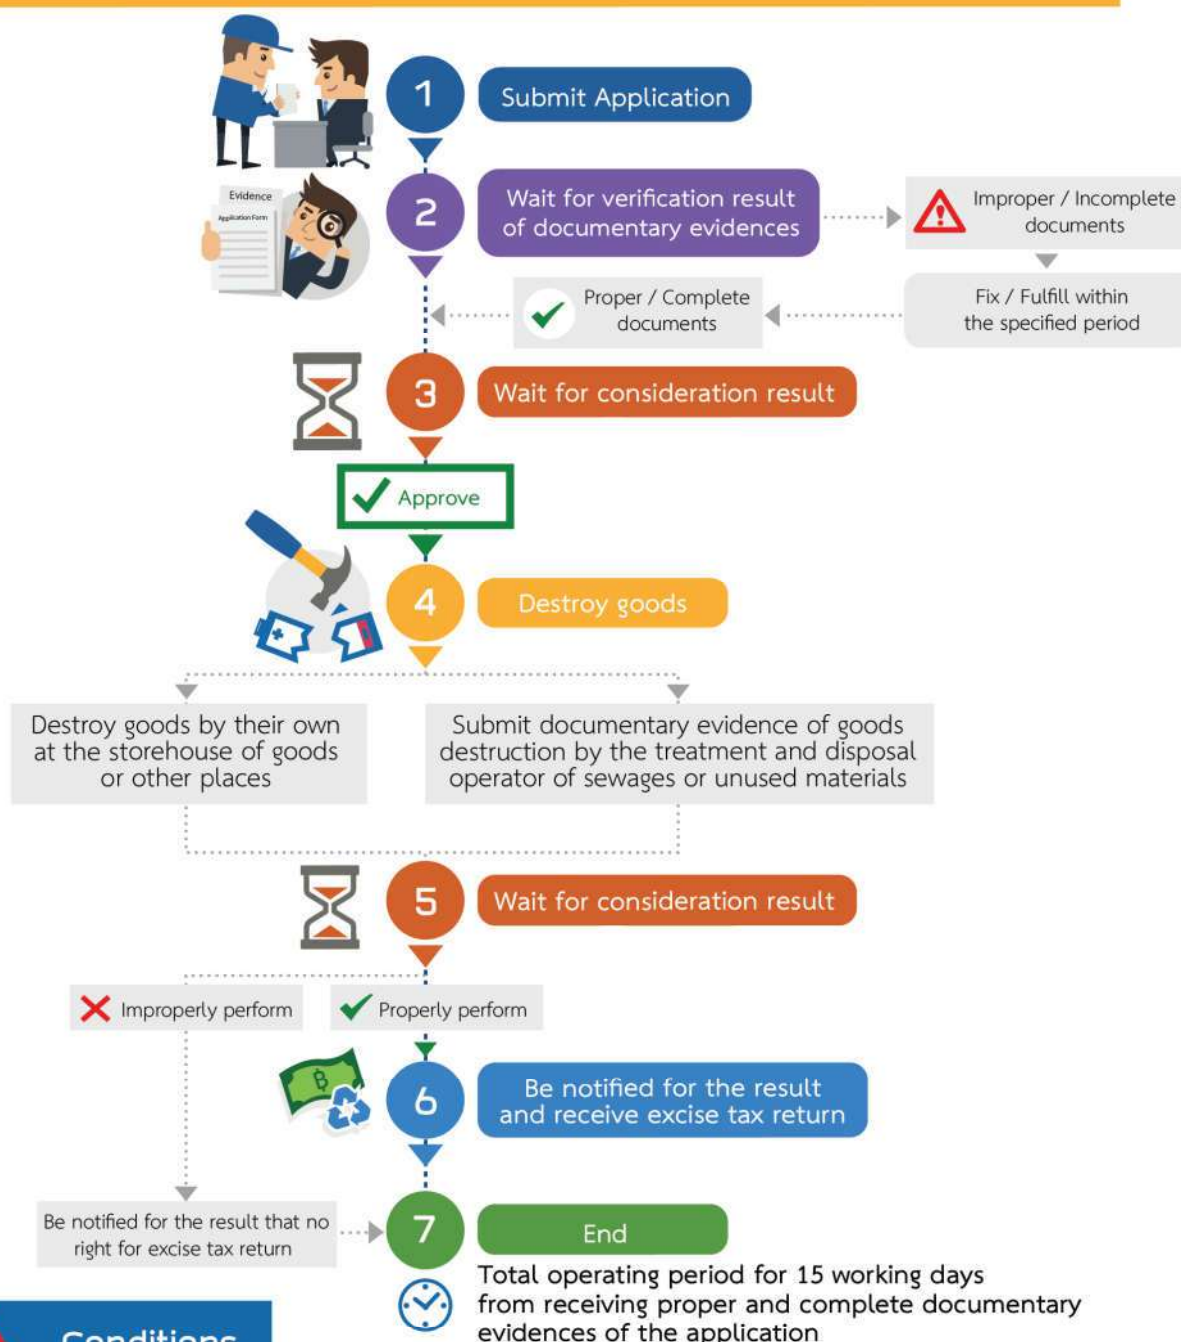 1
Submit Application
Evidence
Application Form
2
Wait for verification result
of documentary evidences
Improper / Incomplete
documents
Fix / Fulfill within
the specified period
Proper / Complete
documents
3
Wait for consideration result
Approve
4
Destroy goods
Destroy goods by their own
at the storehouse of goods
or other places
Submit documentary evidence of goods
destruction by the treatment and disposal
operator of sewages or unused materials
5
Wait for consideration result
Improperly perform
Properly perform
฿
6
Be notified for the result
and receive excise tax return
Be notified for the result that no
right for excise tax return
7
End
Total operating period for 15 working days
from receiving proper and complete documentary
evidences of the application
Conditions